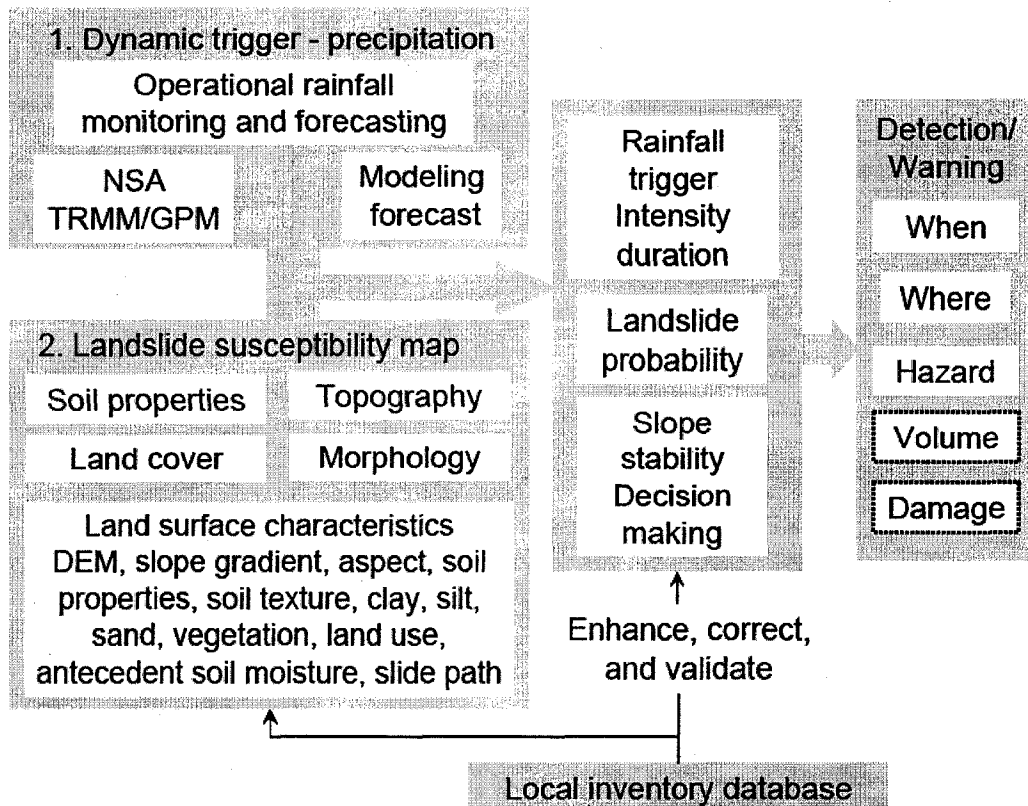 1. Dynamic trigger - precipitation
Operational rainfall
monitoring and forecasting
NSA
TRMM/GPM
Modeling
forecast
2. Landslide susceptibility map
Soil properties
Topography
Land cover
Morphology
Land surface characteristics
DEM, slope gradient, aspect, soil
properties, soil texture, clay, silt,
sand, vegetation, land use,
antecedent soil moisture, slide path
Rainfall
trigger
Intensity
duration
Landslide
probability
Slope
stability
Decision
making
Detection/
Warning
When
Where
Hazard
Volume
Damage
Enhance, correct,
and validate
Local inventory database